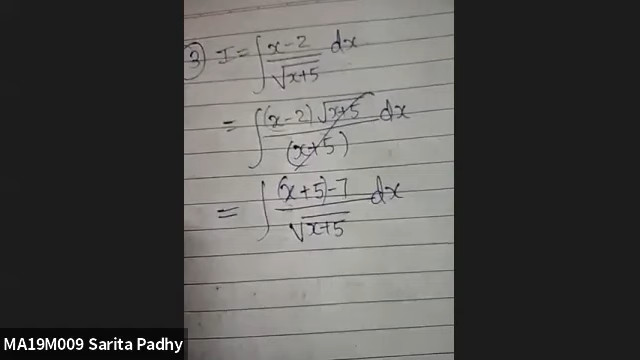 ③ I = ∫ (x-2)/√(x+5) dx
= ∫ (x-2)√(x+5)/(x+5) dx
= ∫ ((x+5)-7)/√(x+5) dx
MA19M009 Sarita Padhy